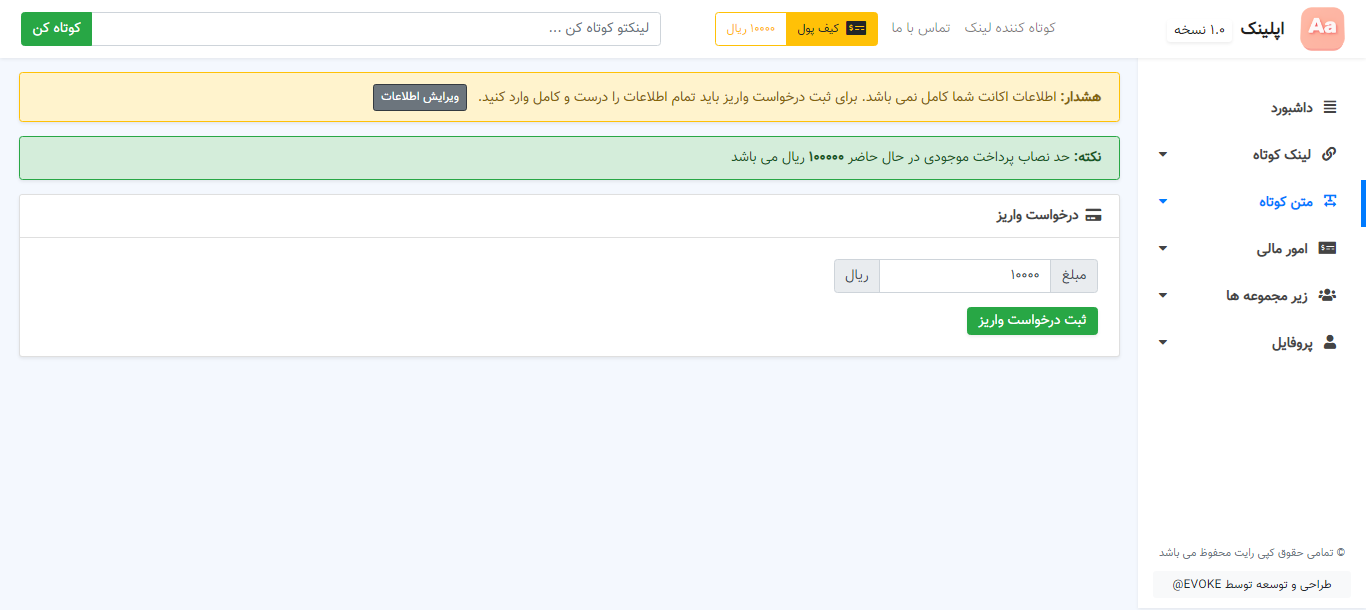 Aa
اپلینک
۱.۰ نسخه
کوتاه کننده لینک
تماس با ما
کیف پول
۱۰۰۰۰ ریال
لینکتو کوتاه کن ...
کوتاه کن
داشبورد
لینک کوتاه
متن کوتاه
امور مالی
زیر مجموعه ها
پروفایل
هشدار: اطلاعات اکانت شما کامل نمی باشد. برای ثبت درخواست واریز باید تمام اطلاعات را درست و کامل وارد کنید. ویرایش اطلاعات
نکته: حد نصاب پرداخت موجودی در حال حاضر ۱۰۰۰۰۰ ریال می باشد
درخواست واریز
مبلغ
۱۰۰۰۰
ریال
ثبت درخواست واریز
© تمامی حقوق کپی رایت محفوظ می باشد
طراحی و توسعه توسط EVOKE@